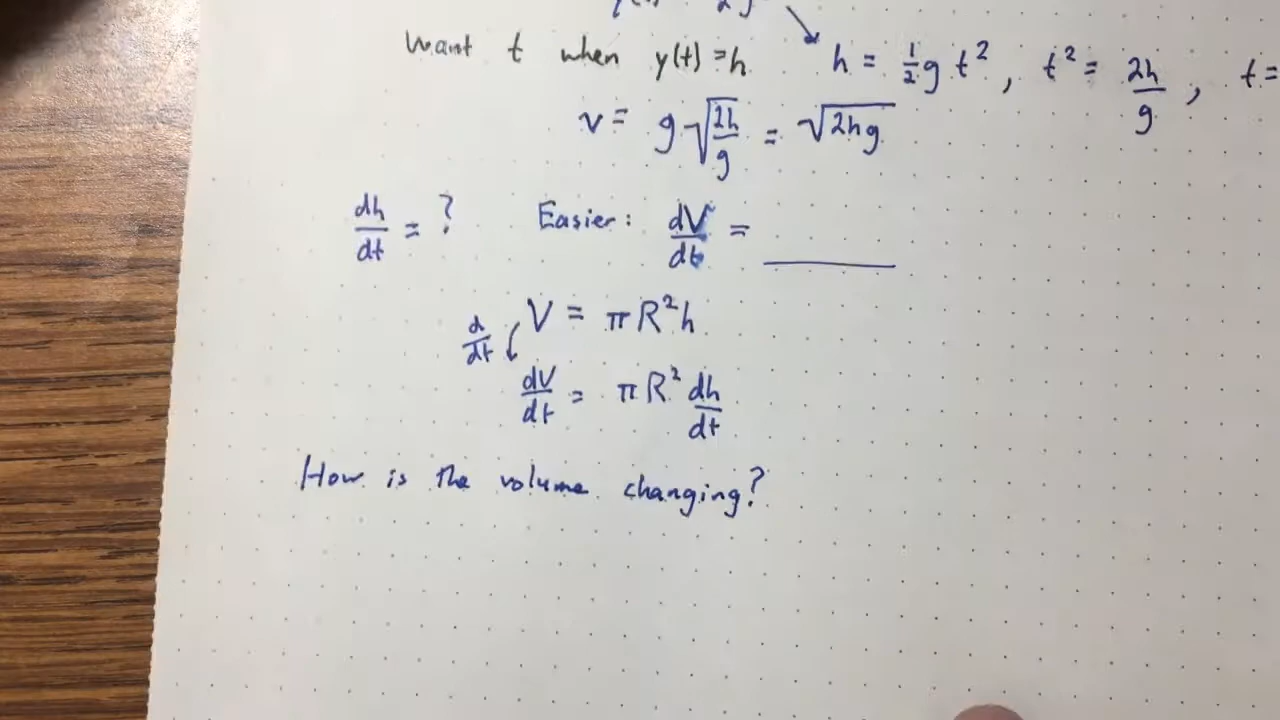 Want t when y(t) = h h = 1/2 g t², t² = 2h/g, t =
v = g√(2h/g) = √(2hg)
dh/dt = ? Easier: dV/dt = ____
V = πR²h
d/dt
dV/dt = πR² dh/dt
How is the volume changing?